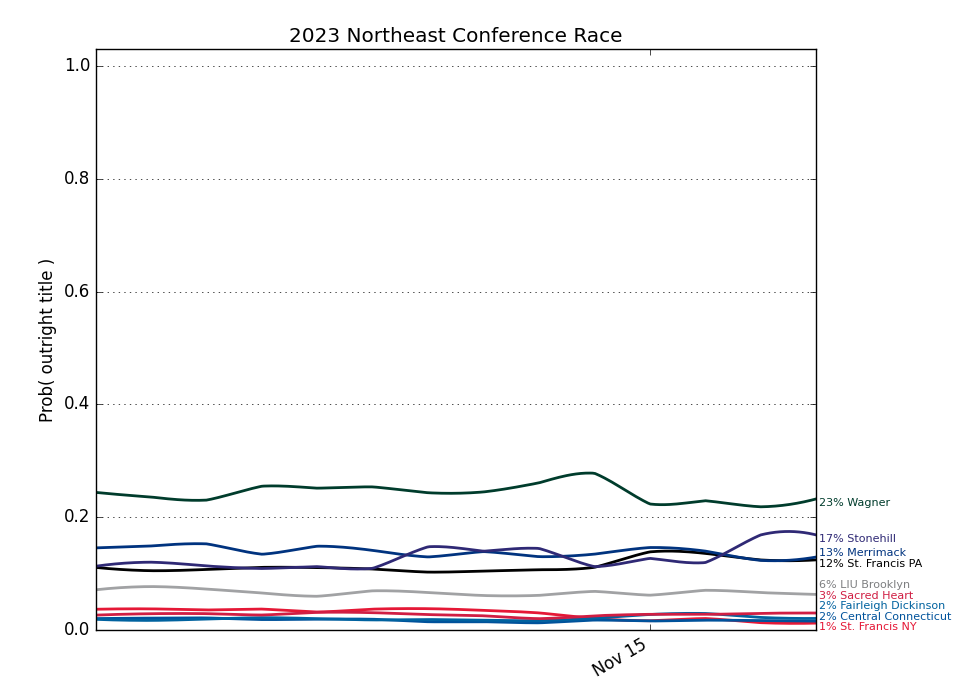 2023 Northeast Conference Race
1.0
0.8
0.6
0.4
0.2
0.0
Prob( outright title )
Nov 15
23% Wagner
17% Stonehill
13% Merrimack
12% St. Francis PA
6% LIU Brooklyn
3% Sacred Heart
2% Fairleigh Dickinson
2% Central Connecticut
1% St. Francis NY